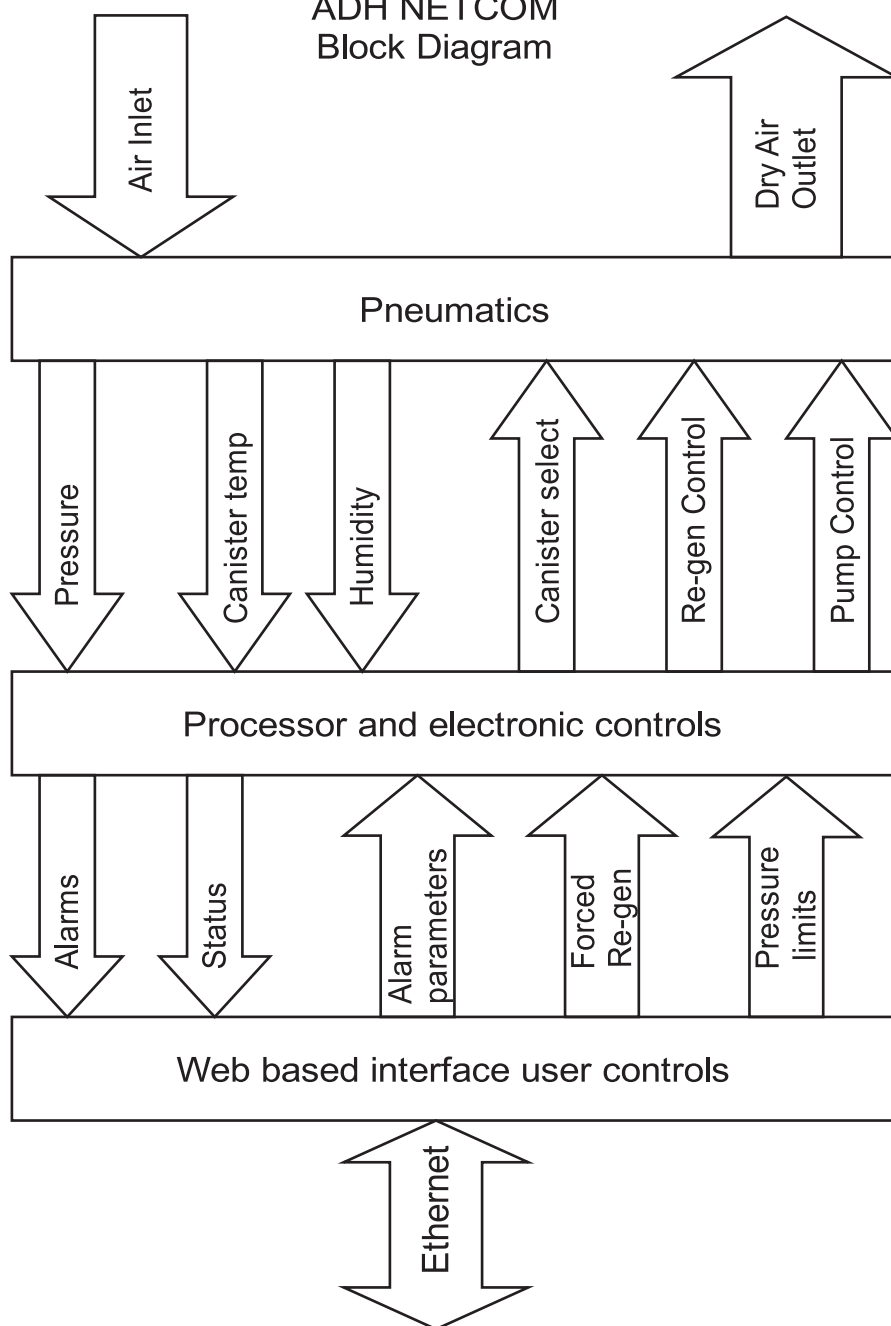 ADH NETCOM
Block Diagram
Air Inlet
Dry Air
Outlet
Pneumatics
Pressure
Canister temp
Humidity
Canister select
Re-gen Control
Pump Control
Processor and electronic controls
Alarms
Status
Alarm
parameters
Forced
Re-gen
Pressure
limits
Web based interface user controls
Ethernet